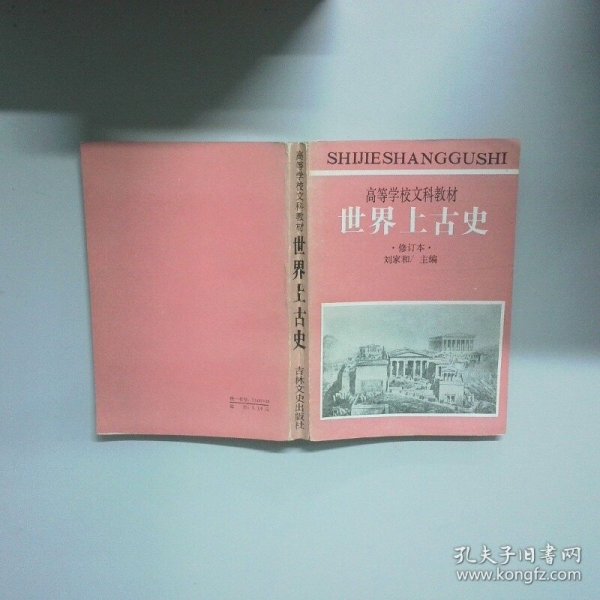 SHIJIESHANGGUSHI
高等学校文科教材
世界上古史
·修订本·
刘家和/ 主编
高等学校文科教材
世界上古史
吉林文史出版社
孔夫子旧书网
www.kongfz.com